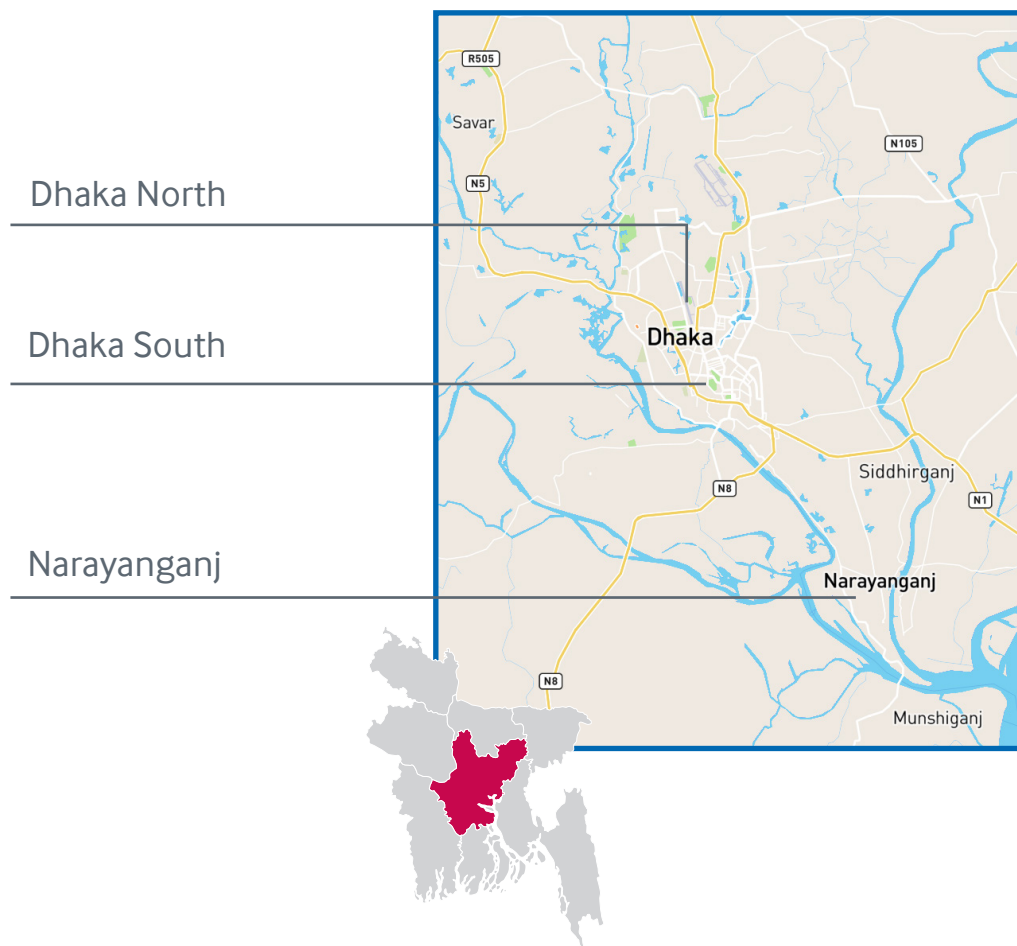 R505
Savar
N105
Dhaka North
N5
Dhaka South
Dhaka
Siddhirganj
N8
N1
Narayanganj
Narayanganj
N8
Munshiganj